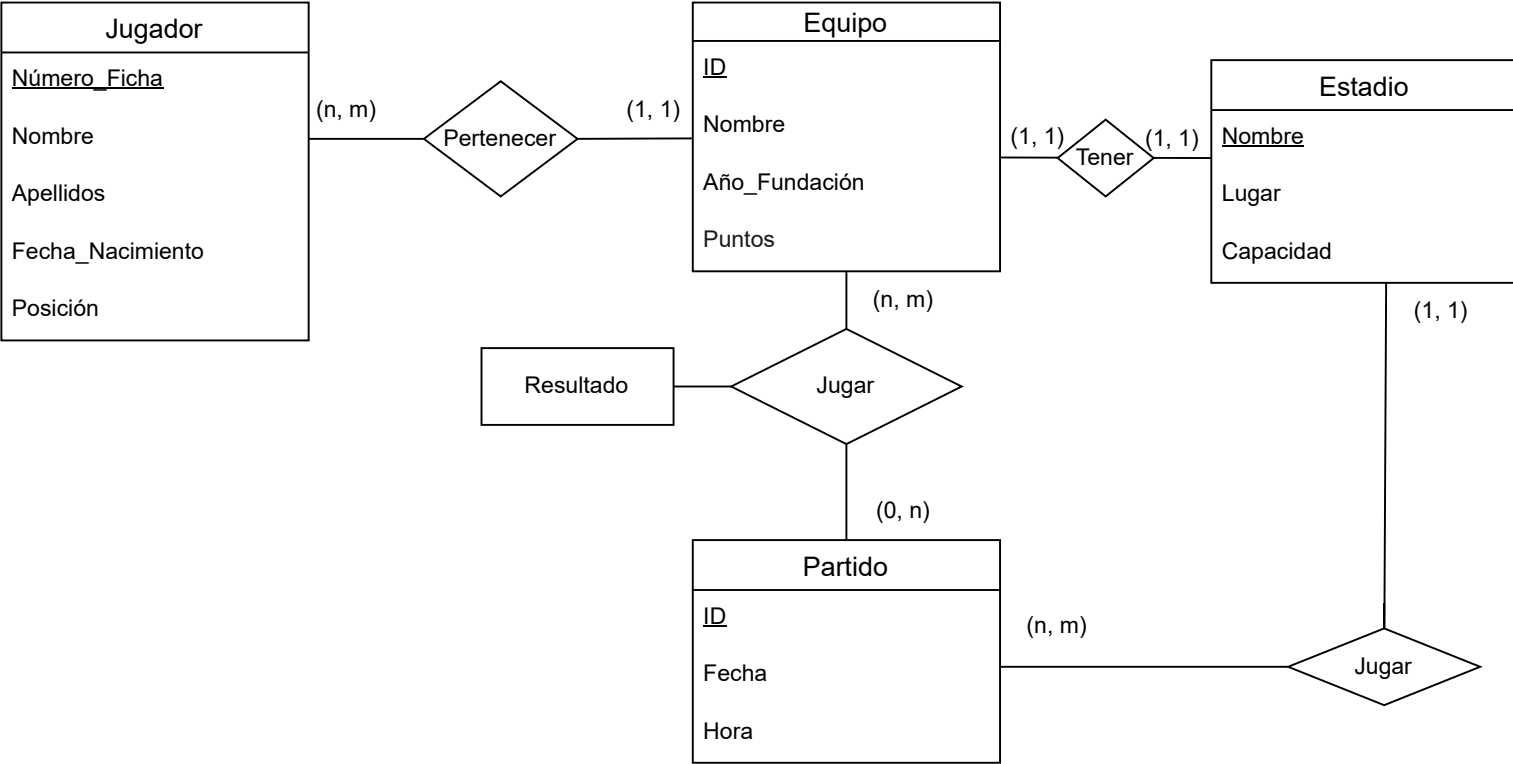 Jugador
Número_Ficha
Nombre
Apellidos
Fecha_Nacimiento
Posición
(n, m)
Pertenecer
(1, 1)
Equipo
ID
Nombre
Año_Fundación
Puntos
(1, 1)
Tener
(1, 1)
Estadio
Nombre
Lugar
Capacidad
(n, m)
Resultado
Jugar
(0, n)
(1, 1)
Partido
ID
Fecha
Hora
(n, m)
Jugar